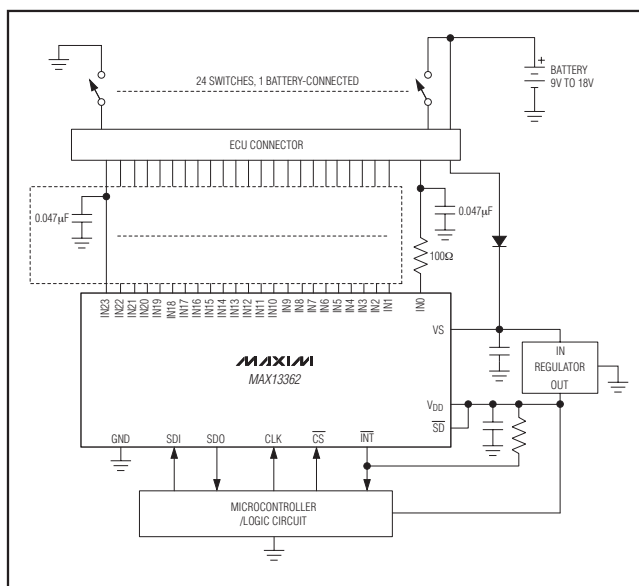 24 SWITCHES, 1 BATTERY-CONNECTED
BATTERY
9V TO 18V
ECU CONNECTOR
0.047μF
0.047μF
100Ω
IN23
IN22
IN21
IN20
IN19
IN18
IN17
IN16
IN15
IN14
IN13
IN12
IN11
IN10
IN9
IN8
IN7
IN6
IN5
IN4
IN3
IN2
IN1
IN0
VS
MAXIM
MAX13362
IN
REGULATOR
OUT
VDD
SD
GND
SDI
SDO
CLK
CS
INT
MICROCONTROLLER
/LOGIC CIRCUIT